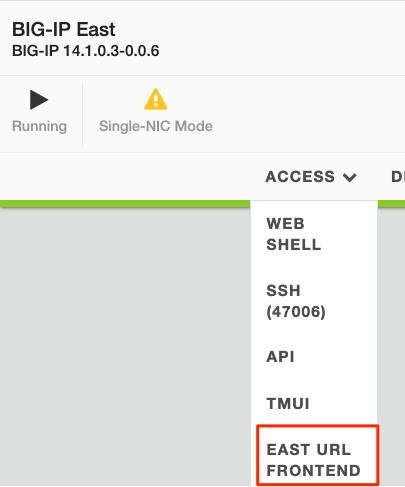 BIG-IP East
BIG-IP 14.1.0.3-0.0.6
Running
Single-NIC Mode
ACCESS
WEB
SHELL
SSH
(47006)
API
TMUI
EAST URL
FRONTEND